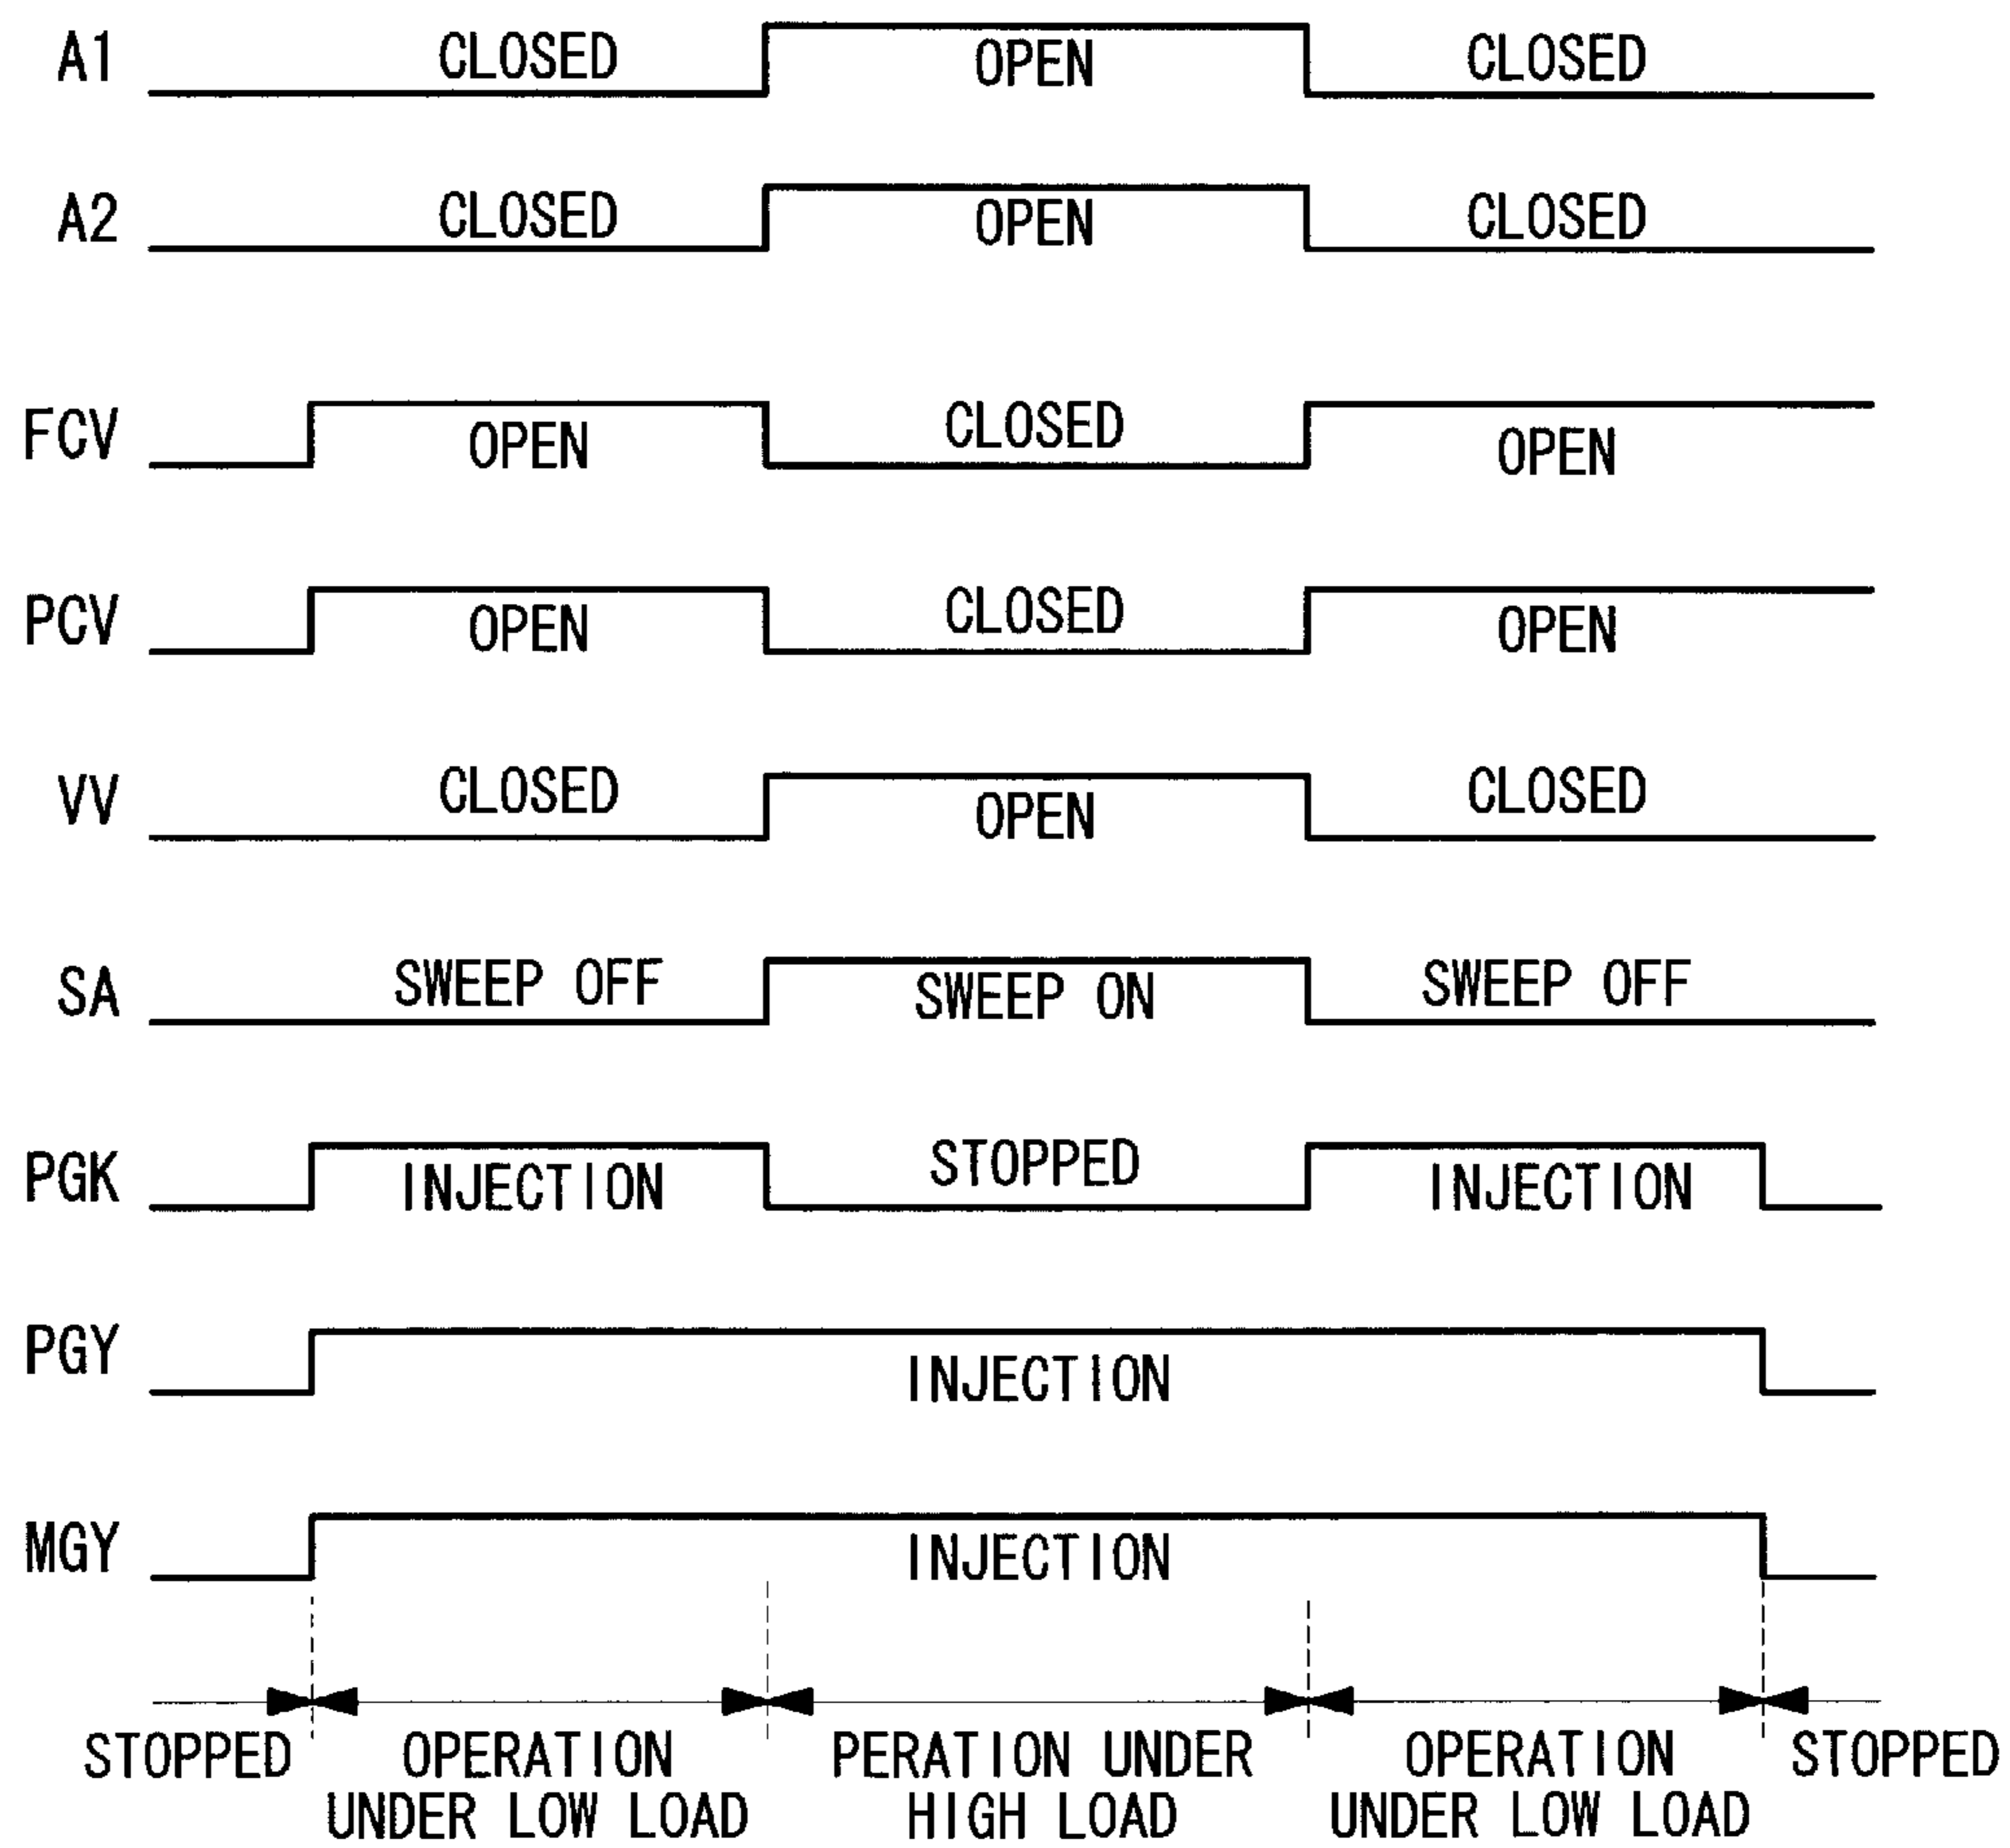 A1 CLOSED OPEN CLOSED
A2 CLOSED OPEN CLOSED
FCV OPEN CLOSED OPEN
PCV OPEN CLOSED OPEN
VV CLOSED OPEN CLOSED
SA SWEEP OFF SWEEP ON SWEEP OFF
PGK INJECTION STOPPED INJECTION
PGY INJECTION
MGY INJECTION
STOPPED OPERATION PERATION UNDER OPERATION STOPPED
UNDER LOW LOAD HIGH LOAD UNDER LOW LOAD